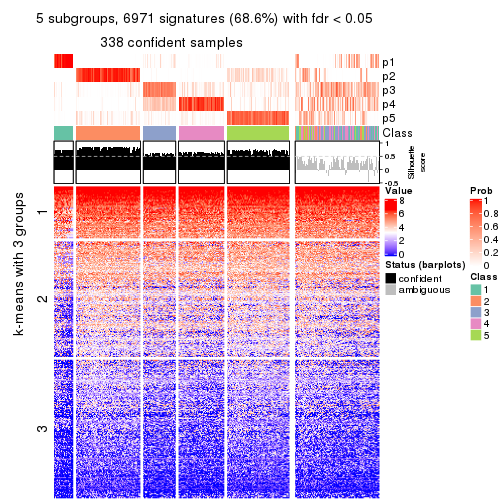 5 subgroups, 6971 signatures (68.6%) with fdr < 0.05
338 confident samples
p1
p2
p3
p4
p5
Class
1
0.5
0
-0.5
Silhouette
score
k-means with 3 groups
1
2
3
Value
8
6
4
2
0
Status (barplots)
confident
ambiguous
Prob
1
0.8
0.6
0.4
0.2
0
Class
1
2
3
4
5